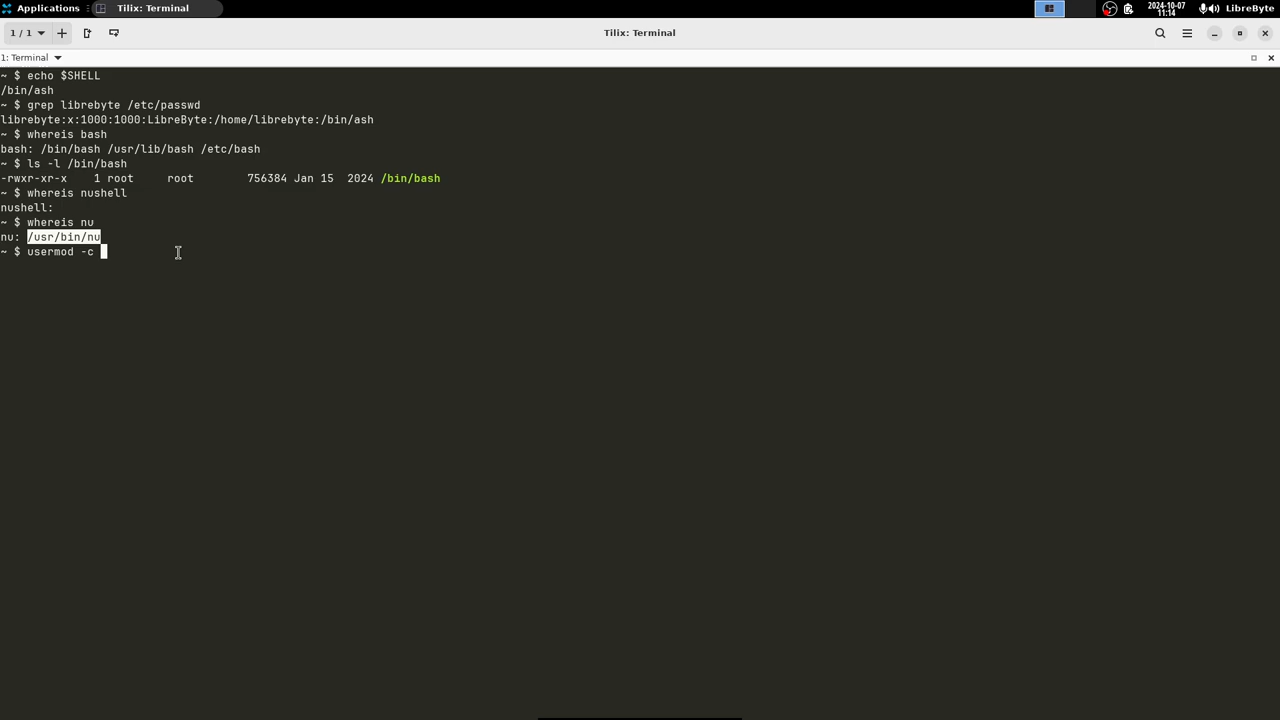 Applications
Tilix: Terminal
2024-10-07
11:14
LibreByte
1 / 1
Tilix: Terminal
1: Terminal
~ $ echo $SHELL
/bin/ash
~ $ grep librebyte /etc/passwd
librebyte:x:1000:1000:LibreByte:/home/librebyte:/bin/ash
~ $ whereis bash
bash: /bin/bash /usr/lib/bash /etc/bash
~ $ ls -l /bin/bash
-rwxr-xr-x    1 root     root        756384 Jan 15  2024 /bin/bash
~ $ whereis nushell
nushell:
~ $ whereis nu
nu: /usr/bin/nu
~ $ usermod -c